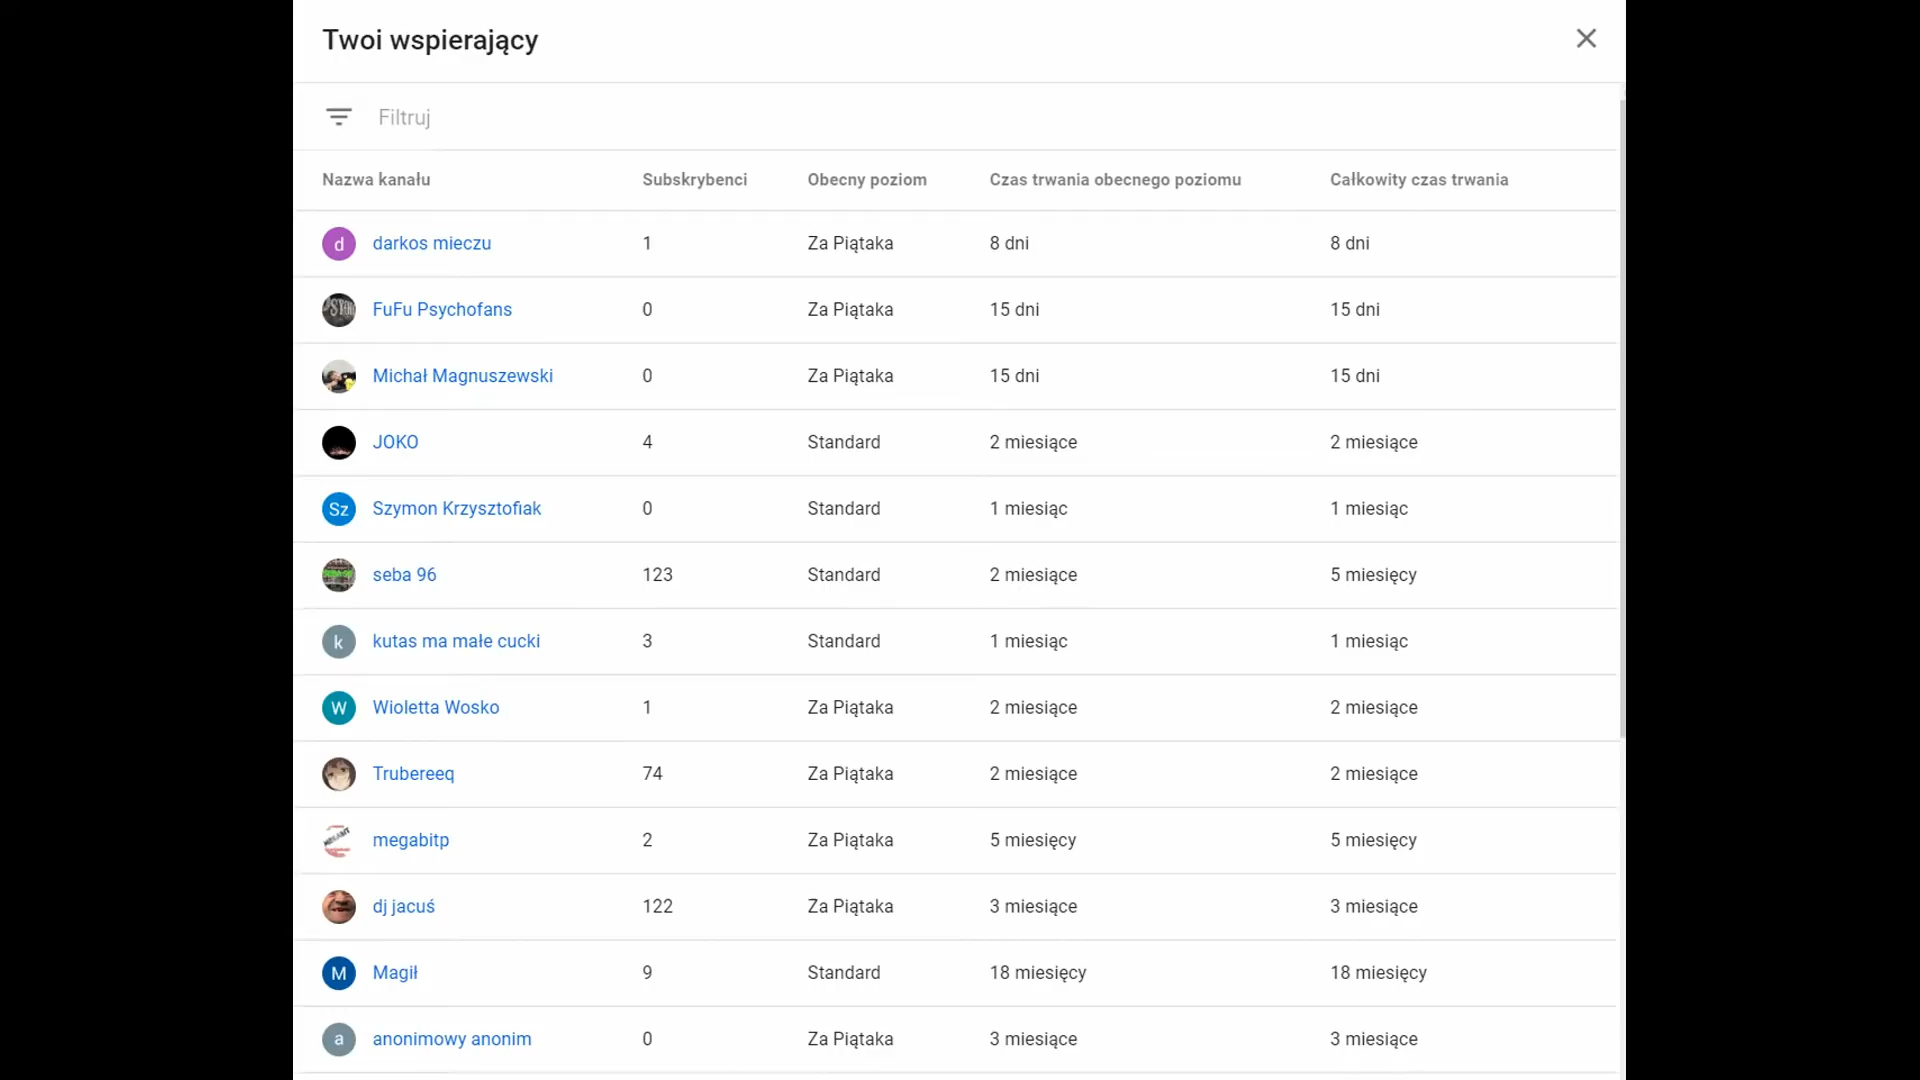 Twoi wspierający
Filtruj
Nazwa kanału Subskrybenci Obecny poziom Czas trwania obecnego poziomu Całkowity czas trwania
d darkos mieczu 1 Za Piątaka 8 dni 8 dni
FuFu Psychofans 0 Za Piątaka 15 dni 15 dni
Michał Magnuszewski 0 Za Piątaka 15 dni 15 dni
JOKO 4 Standard 2 miesiące 2 miesiące
Sz Szymon Krzysztofiak 0 Standard 1 miesiąc 1 miesiąc
seba 96 123 Standard 2 miesiące 5 miesięcy
k kutas ma małe cucki 3 Standard 1 miesiąc 1 miesiąc
W Wioletta Wosko 1 Za Piątaka 2 miesiące 2 miesiące
Trubereeq 74 Za Piątaka 2 miesiące 2 miesiące
megabitp 2 Za Piątaka 5 miesięcy 5 miesięcy
dj jacuś 122 Za Piątaka 3 miesiące 3 miesiące
M Magił 9 Standard 18 miesięcy 18 miesięcy
a anonimowy anonim 0 Za Piątaka 3 miesiące 3 miesiące